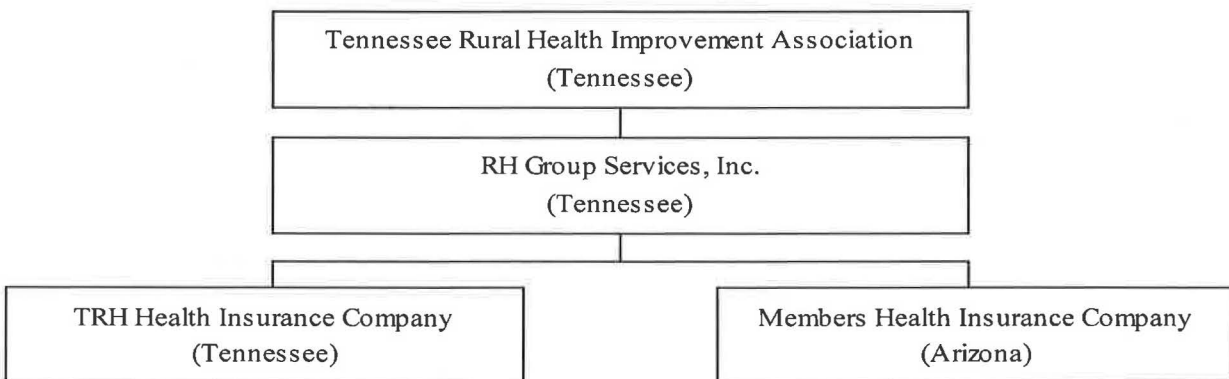 Tennessee Rural Health Improvement Association
(Tennessee)
RH Group Services, Inc.
(Tennessee)
TRH Health Insurance Company
(Tennessee)
Members Health Insurance Company
(Arizona)